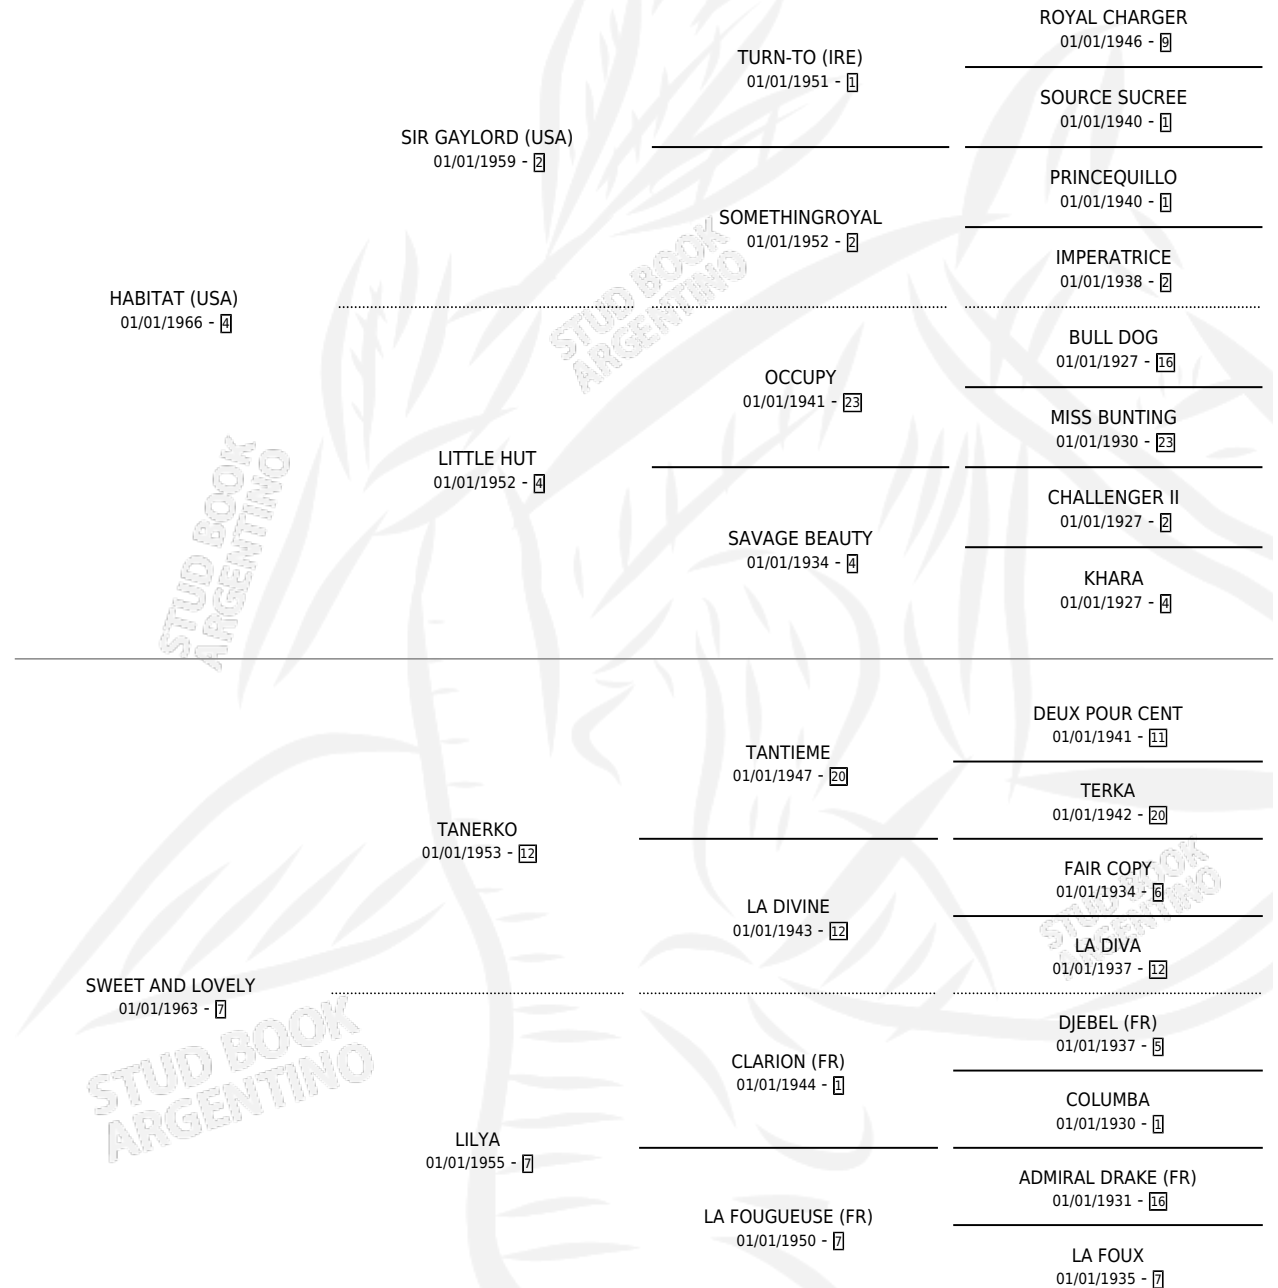 ROYAL CHARGER
01/01/1946 - 9
TURN-TO (IRE)
01/01/1951 - 1
SOURCE SUCREE
01/01/1940 - 1
SIR GAYLORD (USA)
01/01/1959 - 2
PRINCEQUILLO
01/01/1940 - 1
SOMETHINGROYAL
01/01/1952 - 2
IMPERATRICE
01/01/1938 - 2
HABITAT (USA)
01/01/1966 - 4
STUD BOOK
ARGENTINO
BULL DOG
01/01/1927 - 16
OCCUPY
01/01/1941 - 23
MISS BUNTING
01/01/1930 - 23
LITTLE HUT
01/01/1952 - 4
CHALLENGER II
01/01/1927 - 2
SAVAGE BEAUTY
01/01/1934 - 4
KHARA
01/01/1927 - 4
STUD BOOK
ARGENTINO
DEUX POUR CENT
01/01/1941 - 11
TANTIEME
01/01/1947 - 20
TERKA
01/01/1942 - 20
TANERKO
01/01/1953 - 12
FAIR COPY
01/01/1934 - 6
LA DIVINE
01/01/1943 - 12
LA DIVA
01/01/1937 - 12
STUD BOOK
ARGENTINO
SWEET AND LOVELY
01/01/1963 - 7
DJEBEL (FR)
01/01/1937 - 5
CLARION (FR)
01/01/1944 - 1
COLUMBA
01/01/1930 - 1
STUD BOOK
ARGENTINO
LILYA
01/01/1955 - 7
ADMIRAL DRAKE (FR)
01/01/1931 - 16
LA FOUGUEUSE (FR)
01/01/1950 - 7
LA FOUX
01/01/1935 - 7